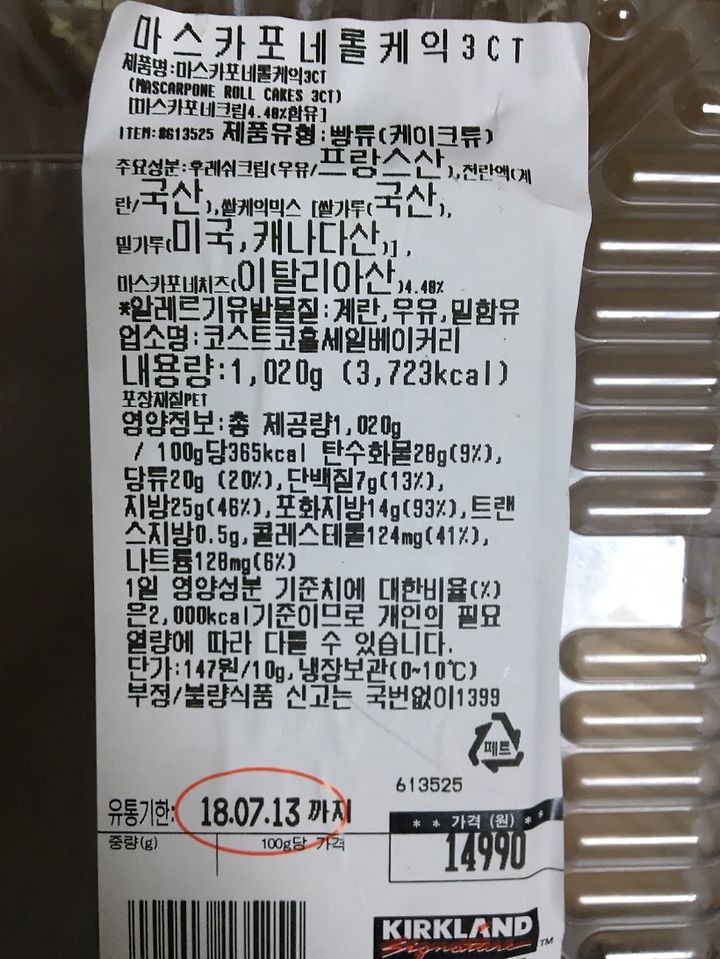 마스카포네롤케익3CT
제품명:마스카포네롤케익3CT
(MASCARPONE ROLL CAKES 3CT)
[마스카포네크림4.48%함유]
ITEM:#613525 제품유형:빵류(케이크류)
주요성분:후레쉬크림(우유/프랑스산),전란액(계
란/국산),쌀케익믹스 [쌀가루(국산),
밀가루(미국,캐나다산)],
마스카포네치즈(이탈리아산)4.48%
*알레르기유발물질:계란,우유,밀함유
업소명:코스트코홀세일베이커리
내용량:1,020g (3,723kcal)
포장재질PET
영양정보:총 제공량1,020g
/ 100g당365kcal 탄수화물28g(9%),
당류20g (20%),단백질7g(13%),
지방25g(46%),포화지방14g(93%),트랜
스지방0.5g,콜레스테롤124mg(41%),
나트륨128mg(6%)
1일 영양성분 기준치에 대한비율(%)
은2,000kcal기준이므로 개인의 필요
열량에 따라 다를 수 있습니다.
단가:147원/10g,냉장보관(0~10℃)
부정/불량식품 신고는 국번없이1399
페트
613525
유통기한: 18.07.13 까지
* * 가격 (원) * *
중량(g) 100g당 가격
14990
KIRKLAND
Signature TM